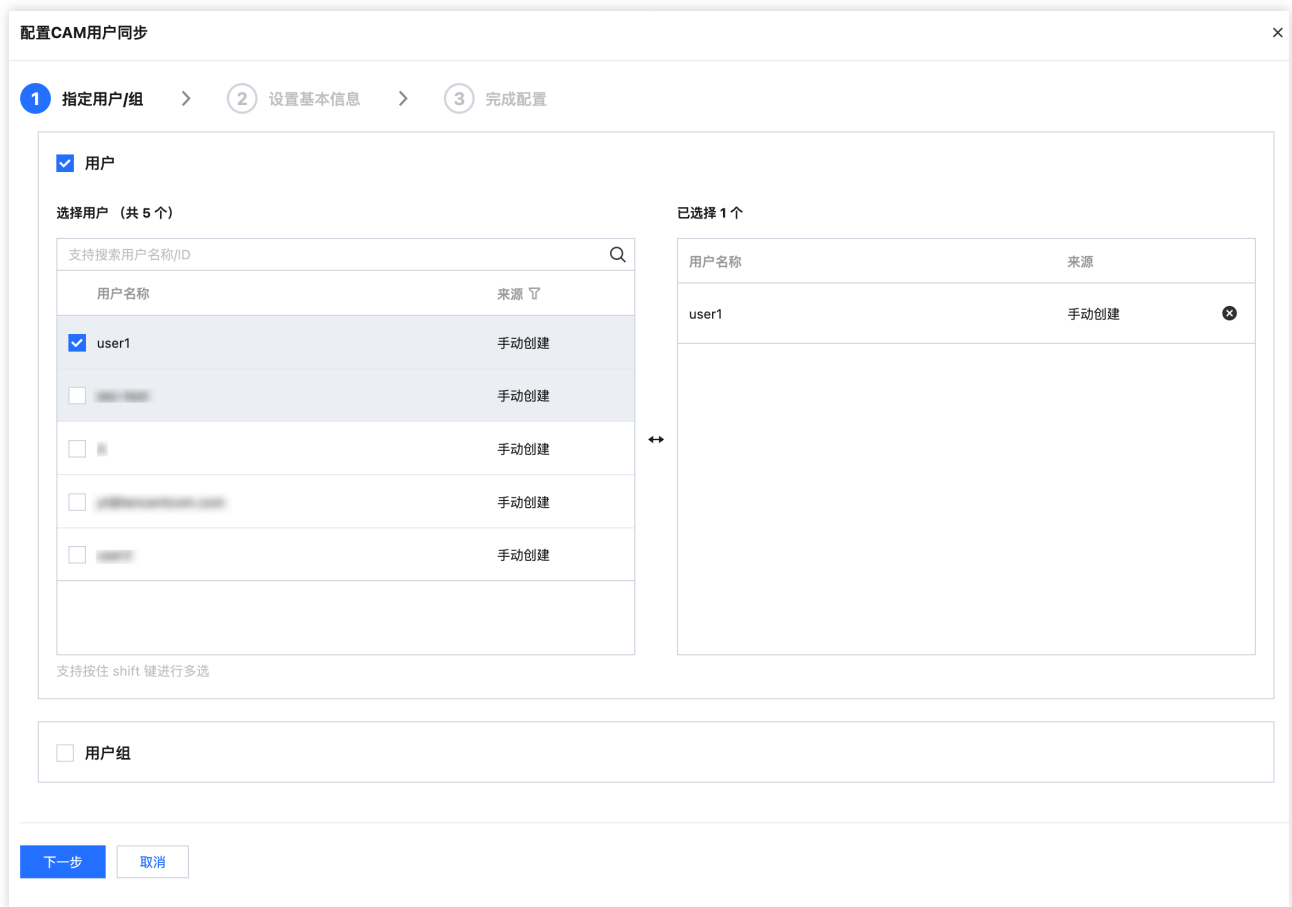 配置CAM用户同步
1 指定用户/组 2 设置基本信息 3 完成配置
用户
选择用户 (共 5 个)
支持搜索用户名称/ID
用户名称 来源
user1 手动创建
手动创建
手动创建
手动创建
手动创建
支持按住 shift 键进行多选
已选择 1 个
用户名称 来源
user1 手动创建
用户组
下一步 取消